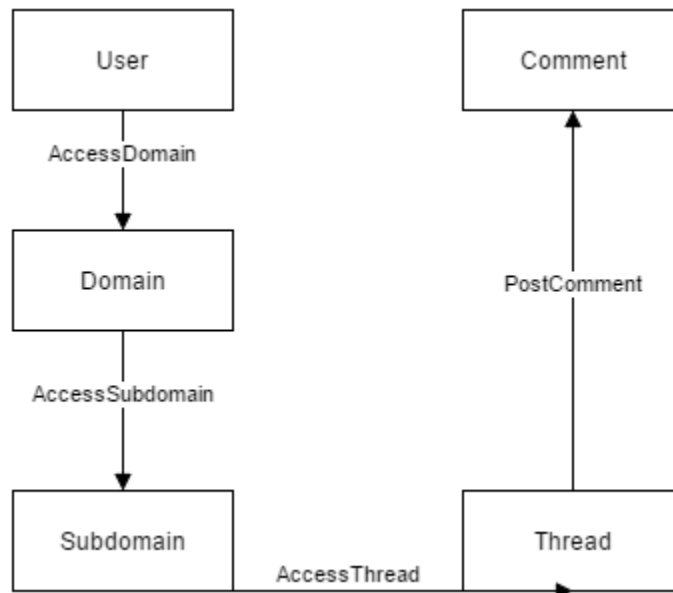 User
Comment
AccessDomain
Domain
PostComment
AccessSubdomain
Subdomain
Thread
AccessThread